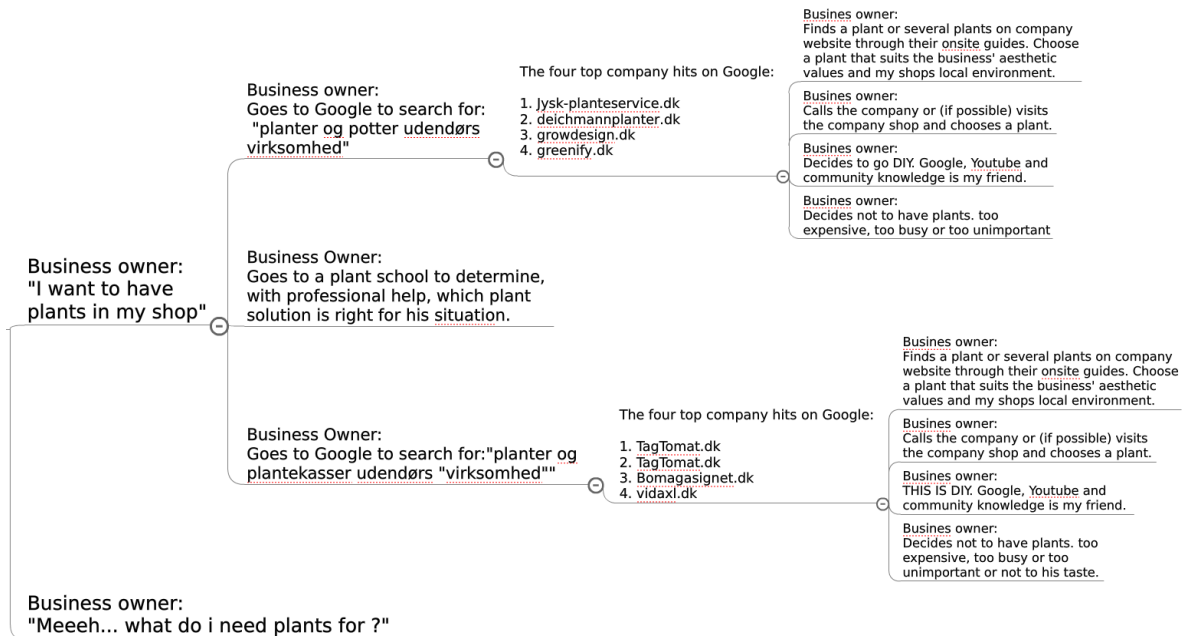 Business owner:
"I want to have
plants in my shop"
Business owner:
Goes to Google to search for:
"planter og potter udendørs
virksomhed"
The four top company hits on Google:
1. Jysk-planteservice.dk
2. deichmannplanter.dk
3. growdesign.dk
4. greenify.dk
Busines owner:
Finds a plant or several plants on company
website through their onsite guides. Choose
a plant that suits the business' aesthetic
values and my shops local environment.
Busines owner:
Calls the company or (if possible) visits
the company shop and chooses a plant.
Busines owner:
Decides to go DIY. Google, Youtube and
community knowledge is my friend.
Busines owner:
Decides not to have plants. too
expensive, too busy or too unimportant
Business Owner:
Goes to a plant school to determine,
with professional help, which plant
solution is right for his situation.
Business Owner:
Goes to Google to search for:"planter og
plantekasser udendørs "virksomhed""
The four top company hits on Google:
1. TagTomat.dk
2. TagTomat.dk
3. Bomagasignet.dk
4. vidaxl.dk
Busines owner:
Finds a plant or several plants on company
website through their onsite guides. Choose
a plant that suits the business' aesthetic
values and my shops local environment.
Busines owner:
Calls the company or (if possible) visits
the company shop and chooses a plant.
Busines owner:
THIS IS DIY. Google, Youtube and
community knowledge is my friend.
Busines owner:
Decides not to have plants. too
expensive, too busy or too
unimportant or not to his taste.
Business owner:
"Meeeh... what do i need plants for ?"